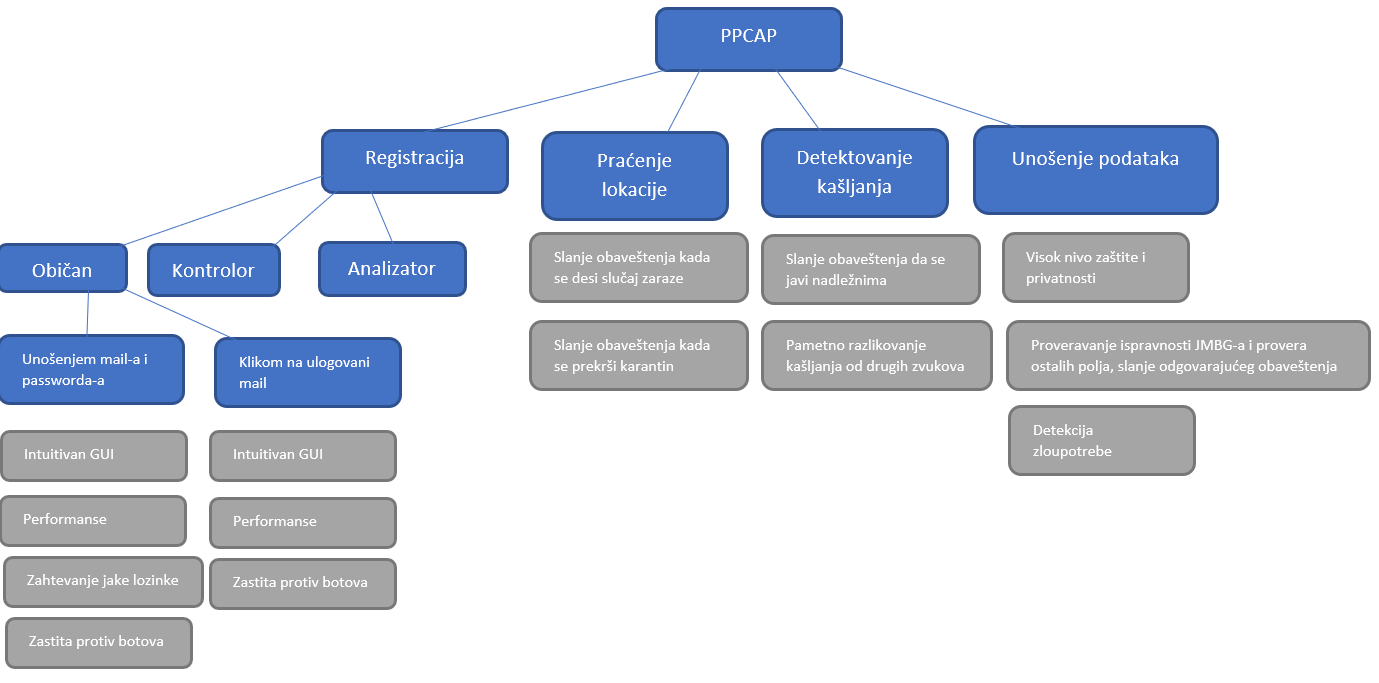 PPCAP
Registracija
Praćenje
lokacije
Detektovanje
kašljanja
Unošenje podataka
Običan
Kontrolor
Analizator
Slanje obaveštenja kada
se desi slučaj zaraze
Slanje obaveštenja da se
javi nadležnima
Visok nivo zaštite i
privatnosti
Unošenjem mail-a i
passworda-a
Klikom na ulogovani
mail
Slanje obaveštenja kada
se prekrši karantin
Pametno razlikovanje
kašljanja od drugih zvukova
Proveravanje ispravnosti JMBG-a i provera
ostalih polja, slanje odgovarajućeg obaveštenja
Detekcija
zloupotrebe
Intuitivan GUI
Intuitivan GUI
Performanse
Performanse
Zahtevanje jake lozinke
Zastita protiv botova
Zastita protiv botova